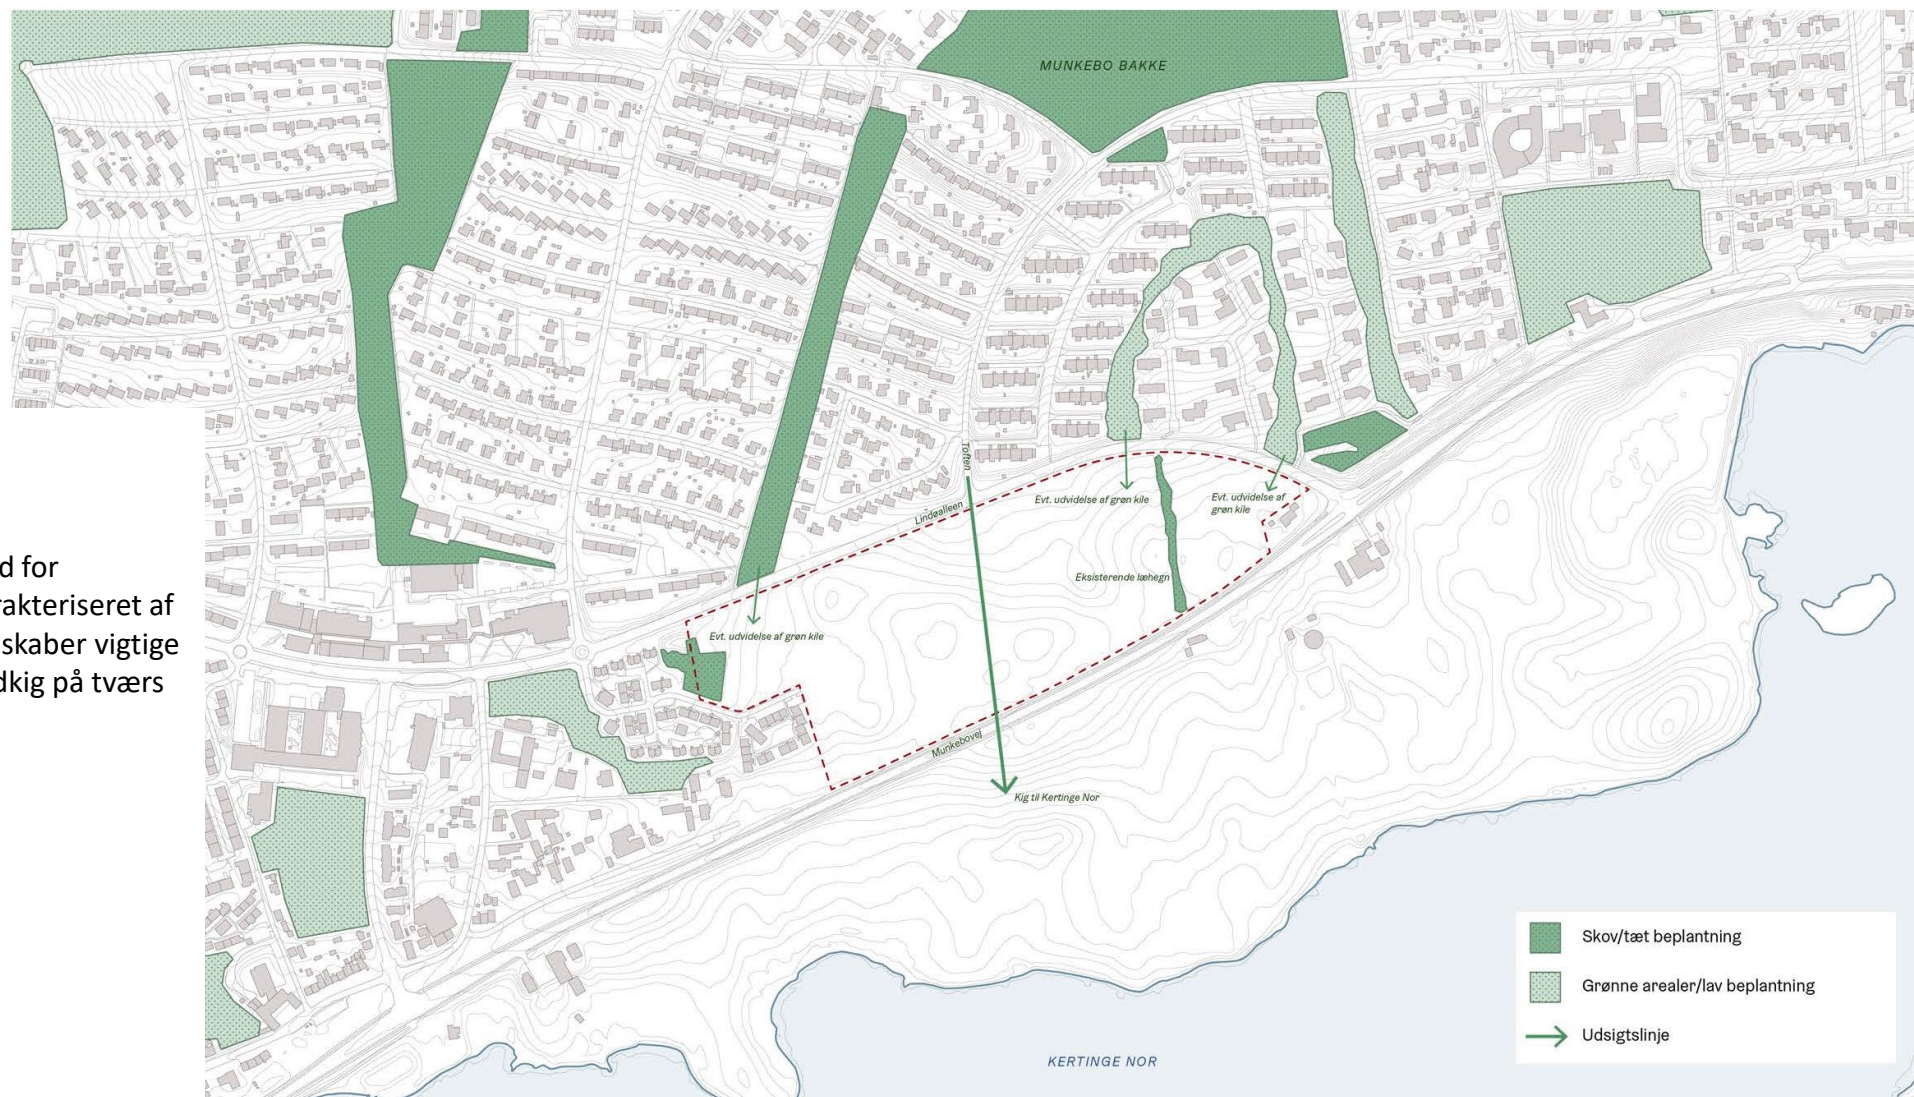 MUNKEBO BAKKE
Toften
Lindøalleen
Evt. udvidelse af grøn kile
Evt. udvidelse af
grøn kile
Eksisterende læhegn
d for
rakteriseret af
skaber vigtige
dkig på tværs
Evt. udvidelse af grøn kile
Munkebovej
Kig til Kertinge Nor
Skov/tæt beplantning
Grønne arealer/lav beplantning
Udsigtslinje
KERTINGE NOR